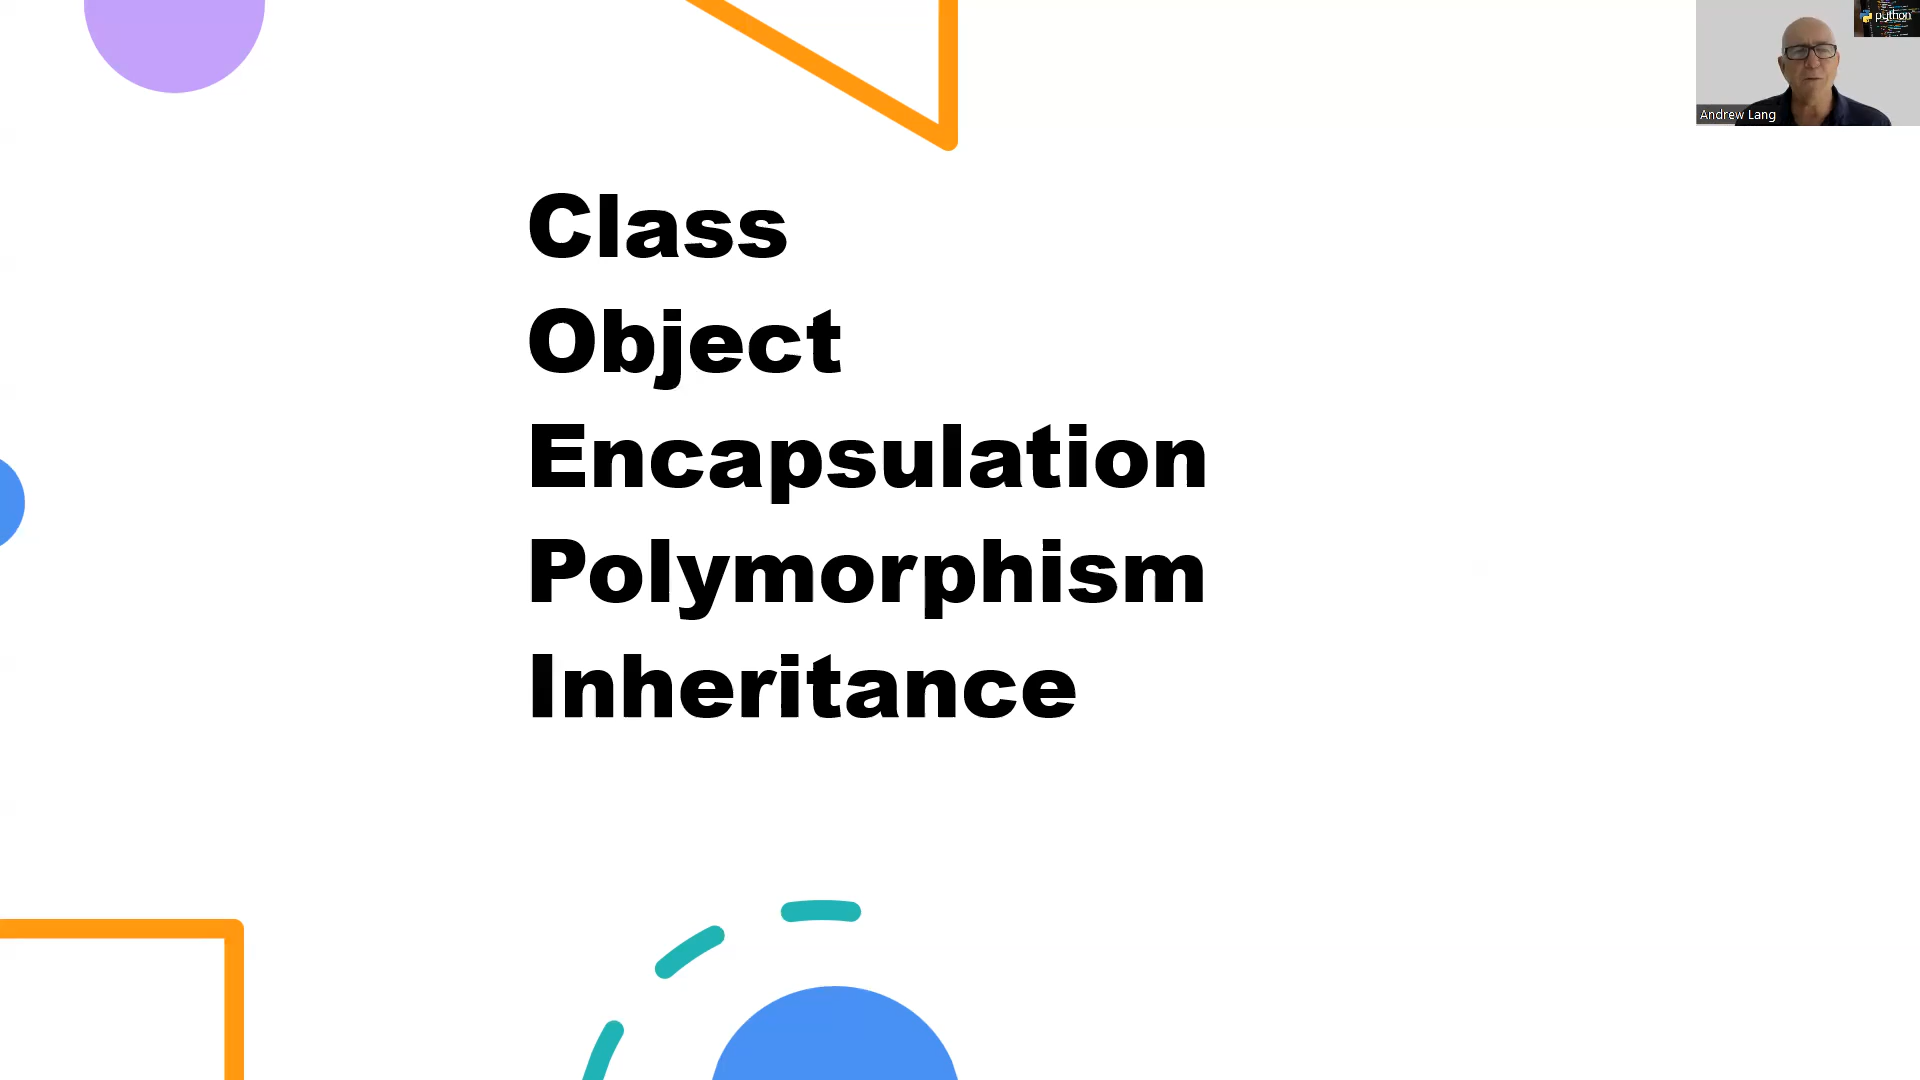 python
Andrew Lang
Class
Object
Encapsulation
Polymorphism
Inheritance